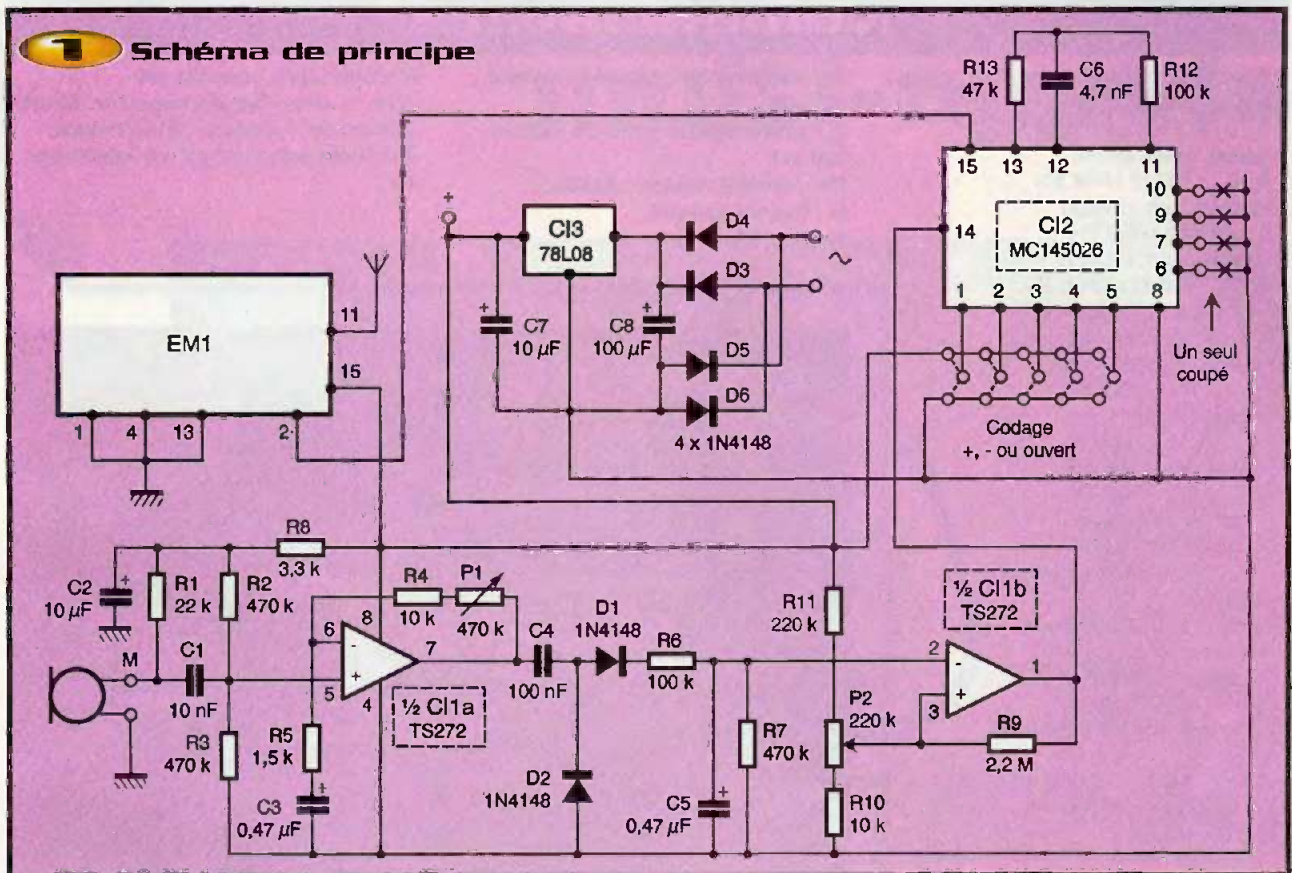 1 Schéma de principe
R13
47 k
C6
4,7 nF
R12
100 k
15
13
12
11
14
CI2
MC145026
10
9
7
6
1
2
3
4
5
8
Un seul
coupé
Codage
+, - ou ouvert
+
CI3
78L08
D4
D3
~
C7
10 µF
C8
100 µF
+
+
D5
D6
4 x 1N4148
EM1
11
15
1
4
13
2
R8
3,3 k
C2
10 µF
+
R1
22 k
R2
470 k
R4
10 k
P1
470 k
M
C1
10 nF
R3
470 k
6
-
8
5
+
4
7
½ CI1a
TS272
R5
1,5 k
C3
0,47 µF
+
C4
100 nF
D1
1N4148
R6
100 k
D2
1N4148
C5
0,47 µF
+
R7
470 k
R11
220 k
P2
220 k
R10
10 k
½ CI1b
TS272
2
-
3
+
1
R9
2,2 M